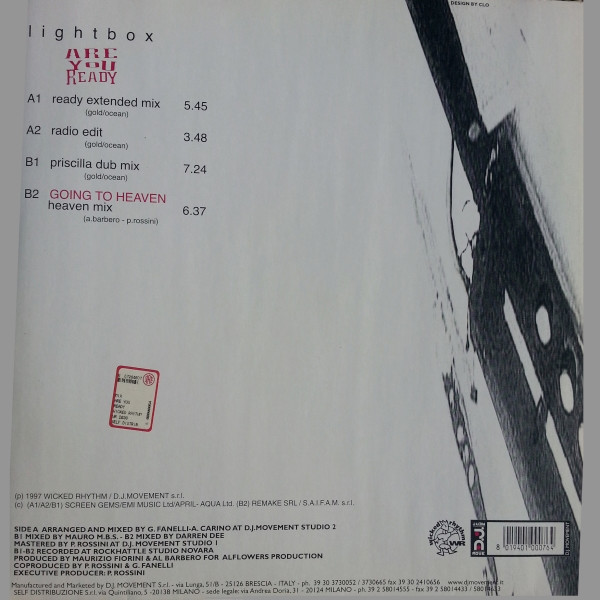 DESIGN BY CLO
lightbox
ARE
YOU
READY
A1 ready extended mix 5.45
(gold/ocean)
A2 radio edit 3.48
(gold/ocean)
B1 priscilla dub mix 7.24
(gold/ocean)
B2 GOING TO HEAVEN
heaven mix 6.37
(a.barbero - p.rossini)
ARE YOU
READY
(p) 1997 WICKED RHYTHM / D.J.MOVEMENT s.r.l.
(c) (A1/A2/B1) SCREEN GEMS/EMI MUSIC Ltd/APRIL- AQUA Ltd. (B2) REMAKE SRL / S.A.I.F.A.M. s.r.l.
SIDE A ARRANGED AND MIXED BY G. FANELLI-A. CARINO AT D.J.MOVEMENT STUDIO 2
B1 MIXED BY MAURO M.B.S. - B2 MIXED BY DARREN DEE
MASTERED BY P. ROSSINI AT D.J. MOVEMENT STUDIO 1
B1-B2 RECORDED AT ROCKHATTLE STUDIO NOVARA
PRODUCED BY MAURIZIO FIORINI & AL BARBERO FOR ALFLOWERS PRODUCTION
COPRODUCED BY P. ROSSINI & G. FANELLI
EXECUTIVE PRODUCER: P. ROSSINI
wicked rhythm
WR
8 019401 000764
Manufactured and Marketed by D.J. MOVEMENT s.r.l. - via Lunga, 51/B - 25126 BRESCIA - ITALY - ph. 39 30 3730052 / 3730665 fax 39 30 2410656 www.djmovement.it
SELF DISTRIBUZIONE S.r.l. via Quintiliano, 5 -20138 MILANO - sede legale: via Andrea Doria, 31 - 20124 MILANO - ph. 39 2 58014555 - fax 39 2 58014433 / 58014633